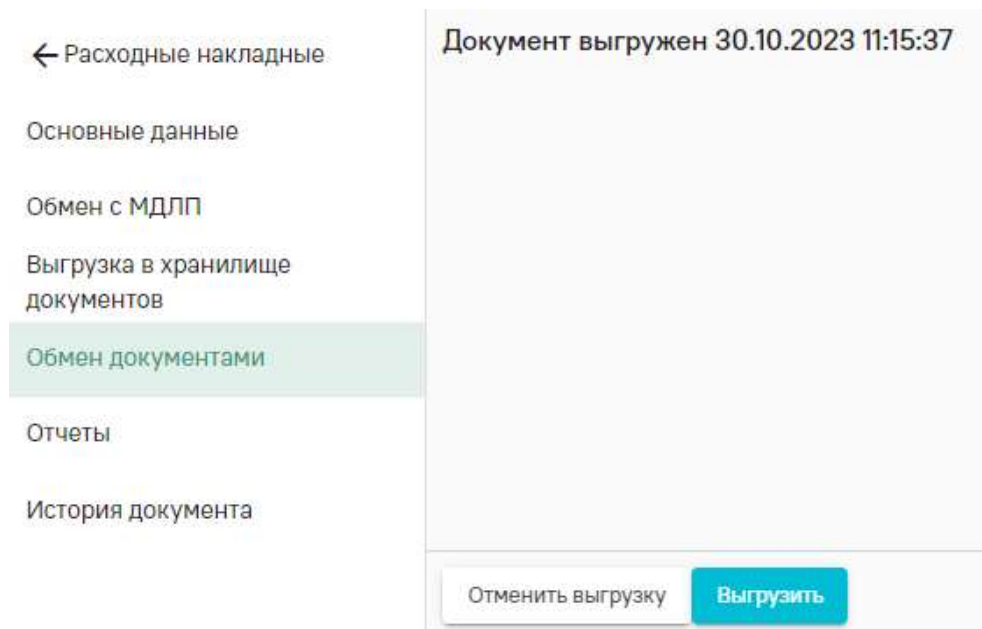 ← Расходные накладные
Основные данные
Обмен с МДЛП
Выгрузка в хранилище
документов
Обмен документами
Отчеты
История документа
Документ выгружен 30.10.2023 11:15:37
Отменить выгрузку
Выгрузить